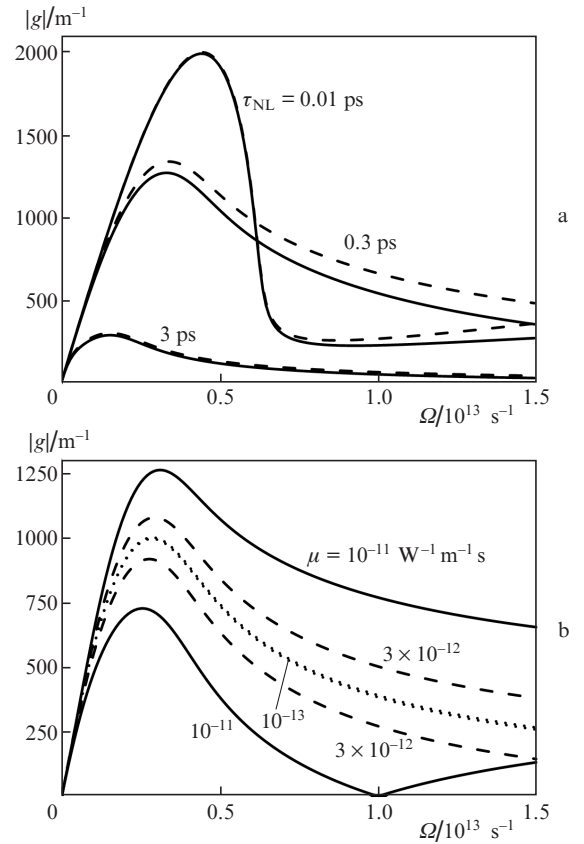 |g|/m⁻¹
2000
τNL = 0.01 ps
1500
1000
0.3 ps
a
500
3 ps
0 0.5 1.0 1.5
Ω/10¹³ s⁻¹
|g|/m⁻¹
1250
μ = 10⁻¹¹ W⁻¹ m⁻¹ s
1000
750
3 × 10⁻¹²
b
500
10⁻¹³
10⁻¹¹
3 × 10⁻¹²
250
0 0.5 1.0 1.5
Ω/10¹³ s⁻¹